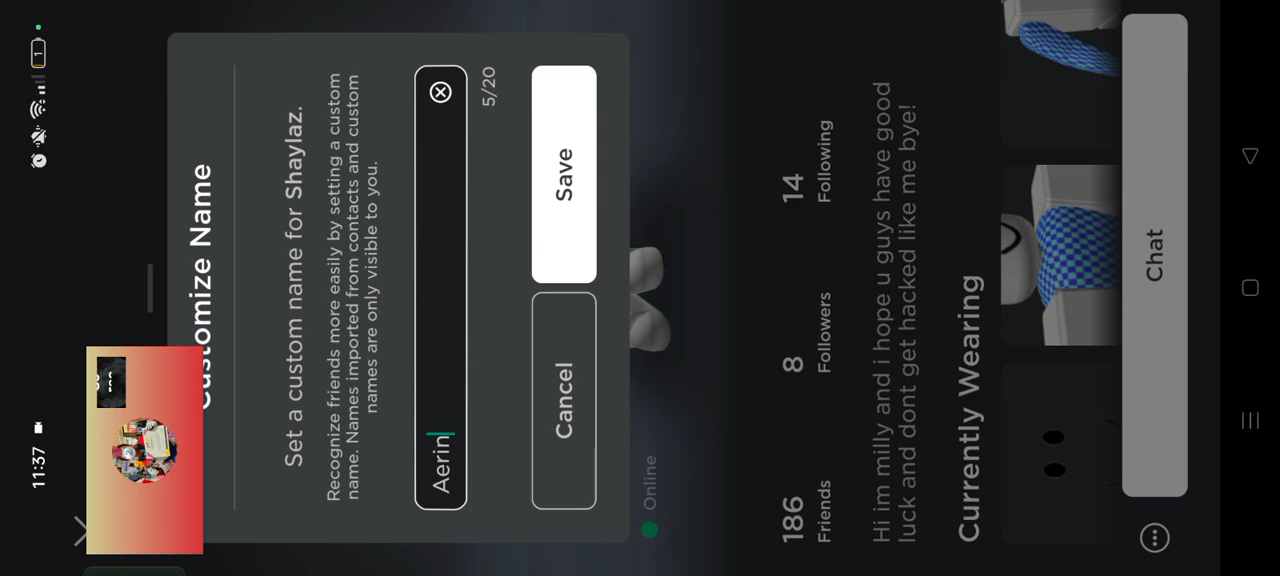 11:37
1
Customize Name
Set a custom name for Shaylaz.
Recognize friends more easily by setting a custom
name. Names imported from contacts and custom
names are only visible to you.
Aerin
5/20
Cancel
Save
Online
186
Friends
8
Followers
14
Following
Hi im milly and i hope u guys have good
luck and dont get hacked like me bye!
Currently Wearing
Chat